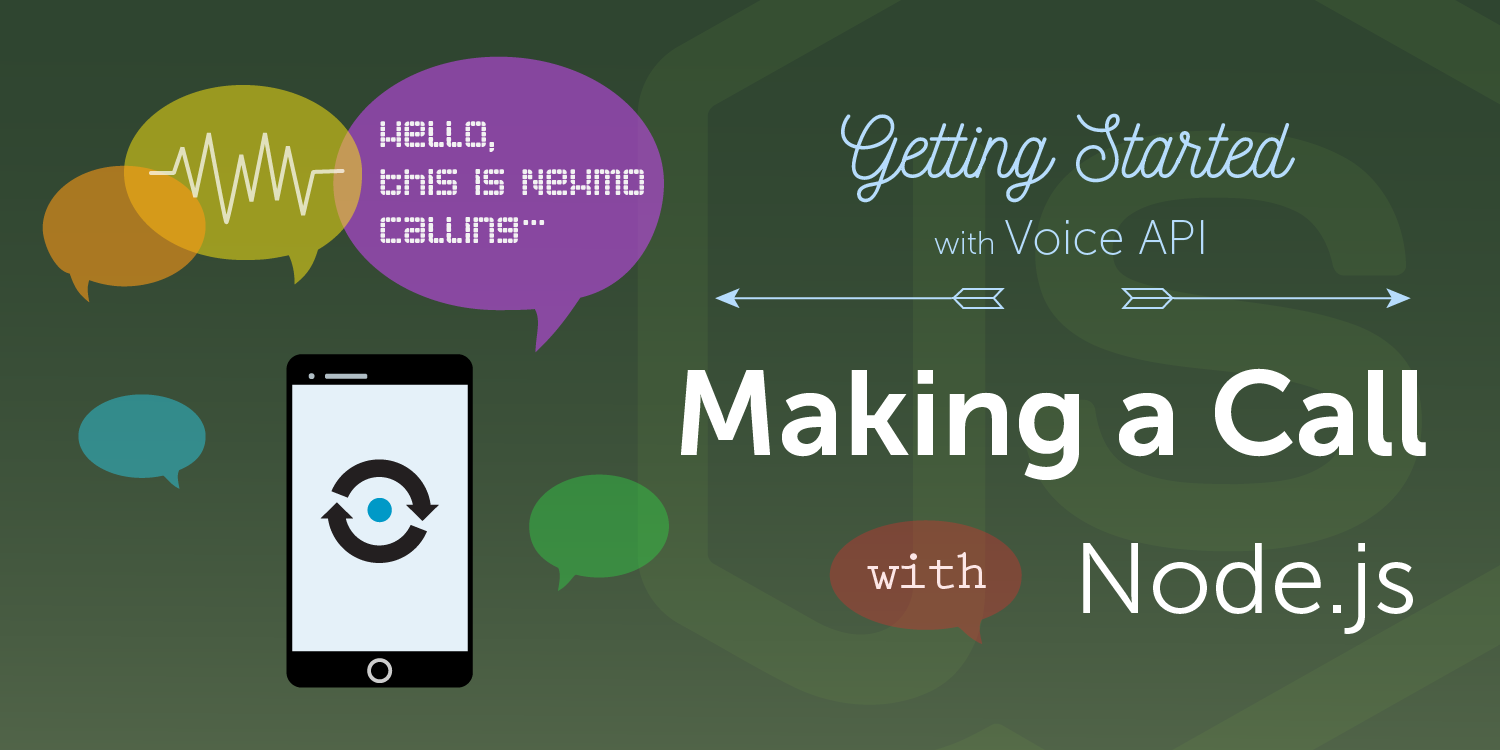 Hello,
this is Nexmo
calling...
Getting Started
with Voice API
Making a Call
with Node.js